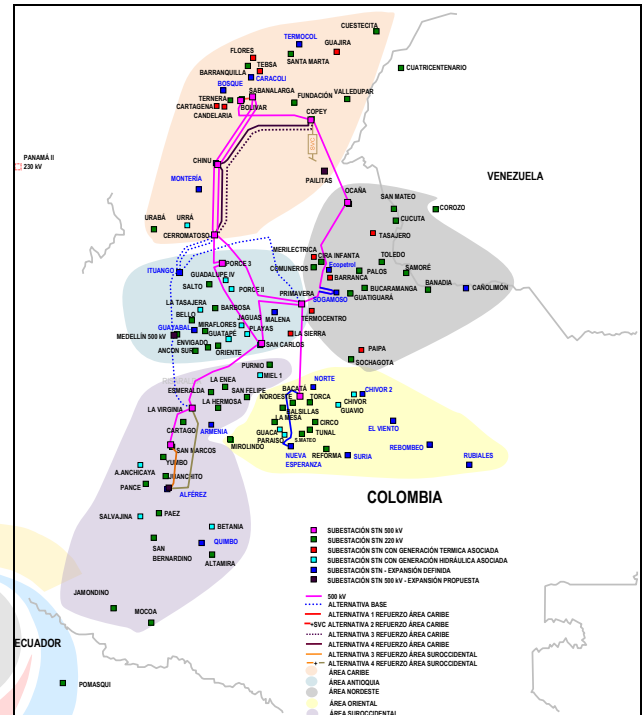 CUESTECITA
TERMOCOL
FLORES
GUAJIRA
TEBSA
SANTA MARTA
BARRANQUILLA
CARACOLI
CUATRICENTENARIO
BOSQUE
SABANALARGA
TERNERA
FUNDACIÓN
VALLEDUPAR
CARTAGENA
BOLIVAR
CANDELARIA
COPEY
SVC
CHINU
PANAMÁ II
230 kV
PAILITAS
VENEZUELA
MONTERÍA
OCAÑA
SAN MATEO
COROZO
URABÁ
URRÁ
CUCUTA
CERROMATOSO
TASAJERO
MERILECTRICA
CIRA INFANTA
TOLEDO
PORCE 3
Ecopetrol
SAMORÉ
ITUANGO
GUADALUPE IV
COMUNEROS
PALOS
BARRANCA
SALTO
PORCE II
BUCARAMANGA
BANADIA
CAÑOLIMÓN
PRIMAVERA
SOGAMOSO
GUATIGUARÁ
LA TASAJERA
BARBOSA
TERMOCENTRO
BELLO
JAGUAS
MALENA
GUAYABAL
MIRAFLORES
PLAYAS
MEDELLÍN 500 kV
GUATAPÉ
LA SIERRA
ENVIGADO
SAN CARLOS
ANCON SUR
ORIENTE
PAIPA
SOCHAGOTA
PURNIO
MIEL 1
LA ENEA
NORTE
ESMERALDA
SAN FELIPE
BACATÁ
CHIVOR 2
NOROESTE
TORCA
CHIVOR
LA HERMOSA
BALSILLAS
GUAVIO
LA VIRGINIA
LA MESA
CIRCO
EL VIENTO
CARTAGO
ARMENIA
GUACA
TUNAL
MIROLINDO
PARAISO
S.MATEO
REBOMBEO
SAN MARCOS
NUEVA
ESPERANZA
REFORMA
SURIA
RUBIALES
YUMBO
A.ANCHICAYA
JUANCHITO
PANCE
ALFÉREZ
COLOMBIA
SALVAJINA
PAEZ
BETANIA
SAN
BERNARDINO
QUIMBO
ALTAMIRA
JAMONDINO
MOCOA
ECUADOR
POMASQUI
SUBESTACIÓN STN 500 kV
SUBESTACIÓN STN 220 kV
SUBESTACIÓN STN CON GENERACIÓN TERMICA ASOCIADA
SUBESTACIÓN STN CON GENERACIÓN HIDRÁULICA ASOCIADA
SUBESTACIÓN STN - EXPANSIÓN DEFINIDA
SUBESTACIÓN STN 500 kV - EXPANSIÓN PROPUESTA
500 kV
ALTERNATIVA BASE
ALTERNATIVA 1 REFUERZO ÁREA CARIBE
+SVC ALTERNATIVA 2 REFUERZO ÁREA CARIBE
ALTERNATIVA 3 REFUERZO ÁREA CARIBE
ALTERNATIVA 4 REFUERZO ÁREA CARIBE
ALTERNATIVA 3 REFUERZO ÁREA SUROCCIDENTAL
ALTERNATIVA 4 REFUERZO ÁREA SUROCCIDENTAL
ÁREA CARIBE
ÁREA ANTIOQUIA
ÁREA NORDESTE
ÁREA ORIENTAL
ÁREA SUROCCIDENTAL